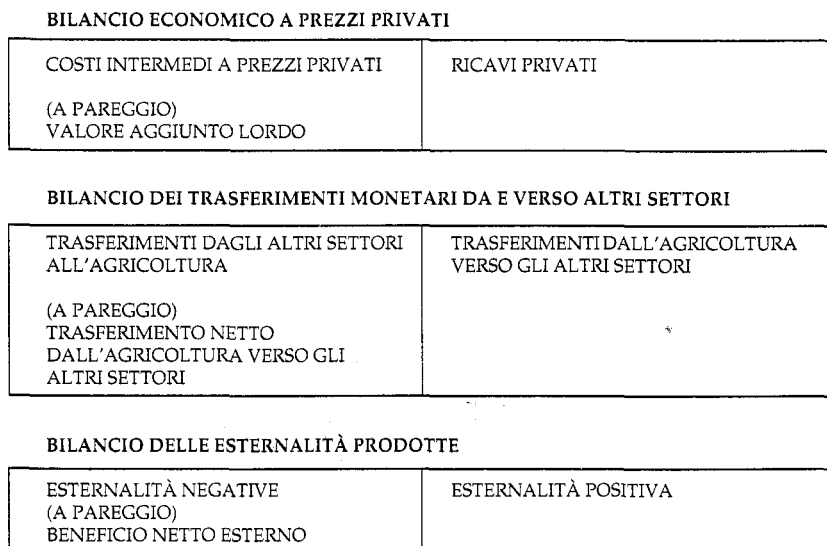 BILANCIO ECONOMICO A PREZZI PRIVATI
COSTI INTERMEDI A PREZZI PRIVATI
(A PAREGGIO)
VALORE AGGIUNTO LORDO
RICAVI PRIVATI
BILANCIO DEI TRASFERIMENTI MONETARI DA E VERSO ALTRI SETTORI
TRASFERIMENTI DAGLI ALTRI SETTORI
ALL'AGRICOLTURA
(A PAREGGIO)
TRASFERIMENTO NETTO
DALL'AGRICOLTURA VERSO GLI
ALTRI SETTORI
TRASFERIMENTI DALL'AGRICOLTURA
VERSO GLI ALTRI SETTORI
BILANCIO DELLE ESTERNALITÀ PRODOTTE
ESTERNALITÀ NEGATIVE
(A PAREGGIO)
BENEFICIO NETTO ESTERNO
ESTERNALITÀ POSITIVA